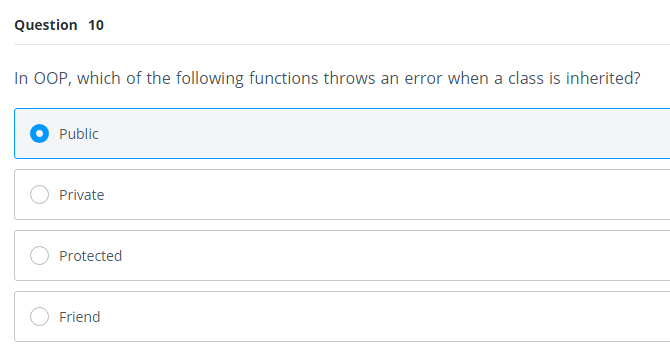 Question 10
In OOP, which of the following functions throws an error when a class is inherited?
Public
Private
Protected
Friend